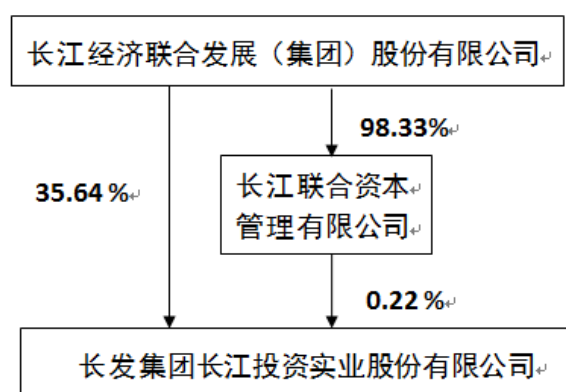 长江经济联合发展（集团）股份有限公司
98.33%
35.64 %
长江联合资本
管理有限公司
0.22 %
长发集团长江投资实业股份有限公司